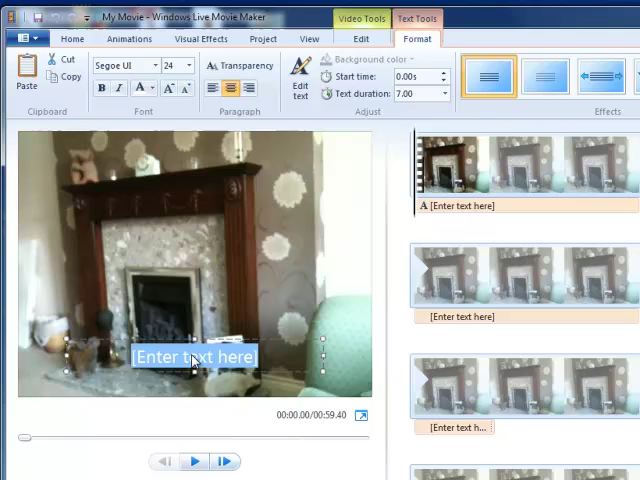 My Movie - Windows Live Movie Maker
Video Tools
Text Tools
Home
Animations
Visual Effects
Project
View
Edit
Format
Paste
Cut
Copy
Clipboard
Segoe UI
24
B
I
A
A
A
Font
Transparency
Paragraph
Edit
text
Background color
Start time:
0.00s
Text duration:
7.00
Adjust
Effects
[Enter text here]
00:00.00/00:59.40
A [Enter text here]
[Enter text here]
[Enter text h...